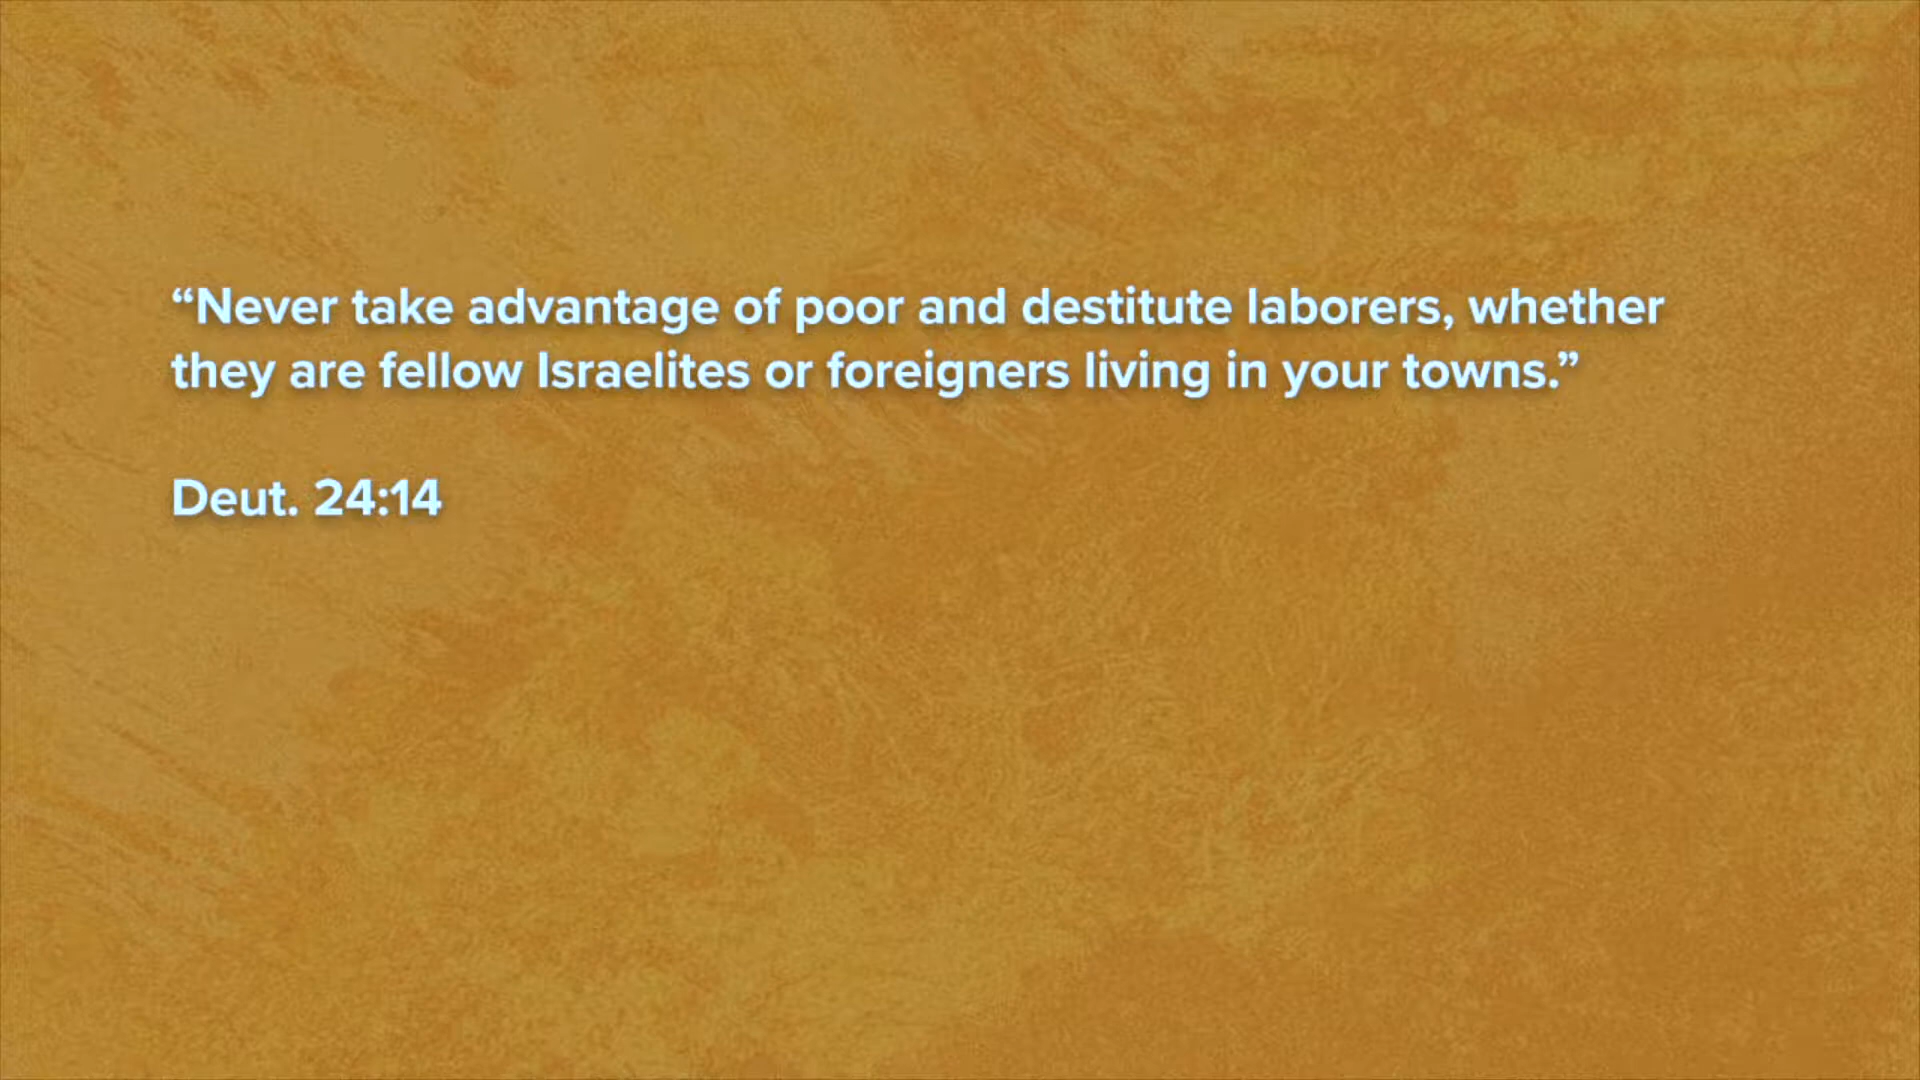 “Never take advantage of poor and destitute laborers, whether
they are fellow Israelites or foreigners living in your towns.”
Deut. 24:14